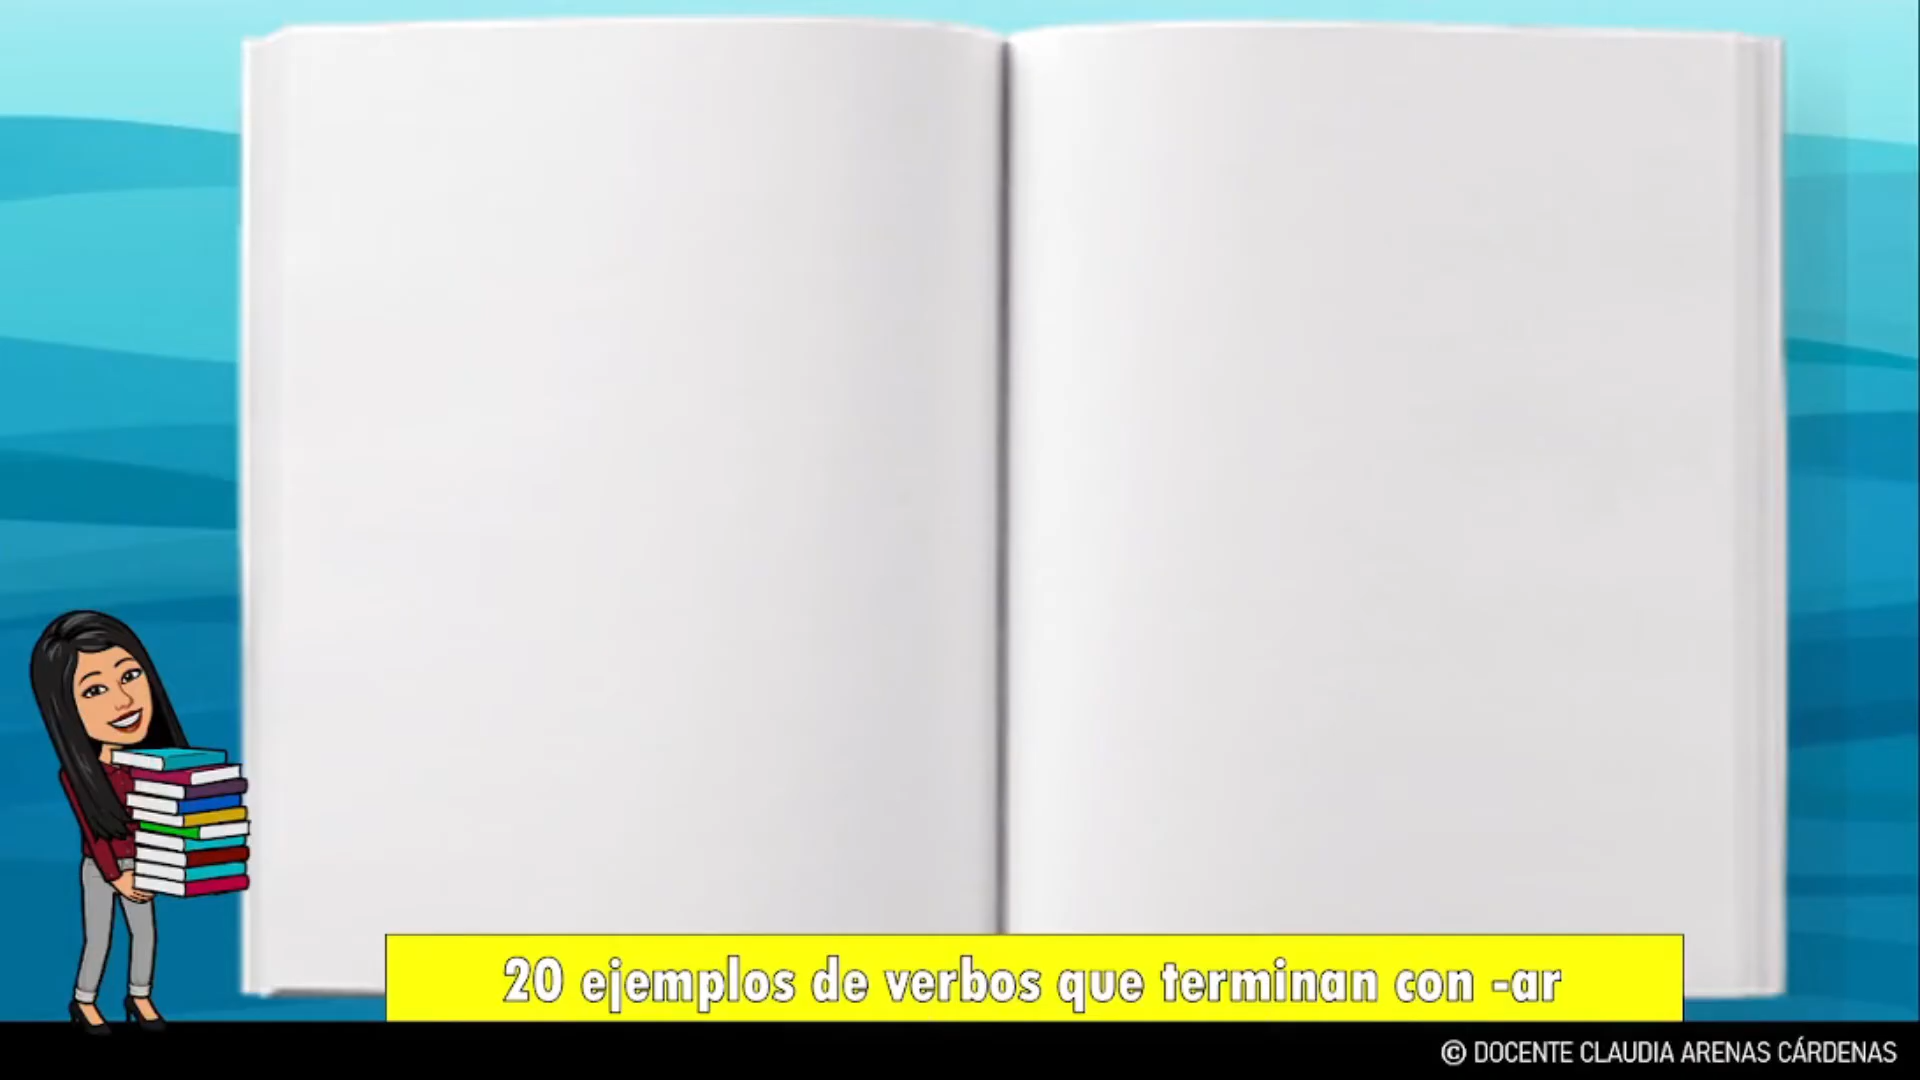 20 ejemplos de verbos que terminan con -ar
© DOCENTE CLAUDIA ARENAS CÁRDENAS